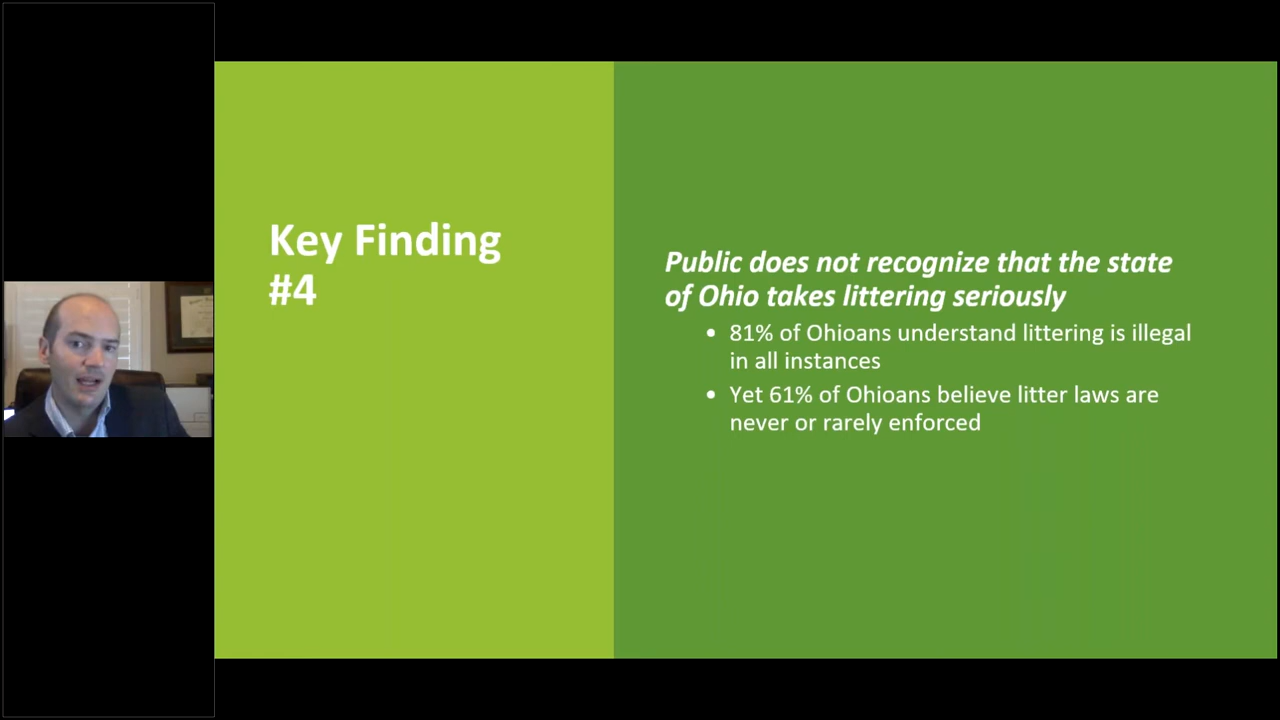 Key Finding
#4
Public does not recognize that the state
of Ohio takes littering seriously
• 81% of Ohioans understand littering is illegal
in all instances
• Yet 61% of Ohioans believe litter laws are
never or rarely enforced